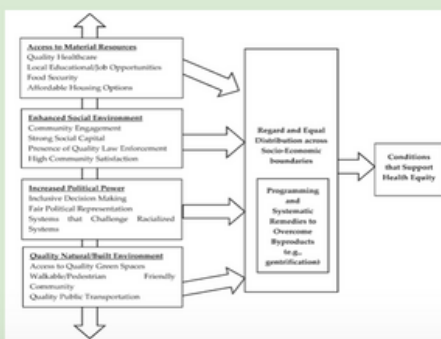 Access to Material Resources
Quality Healthcare
Local Educational/Job Opportunities
Food Security
Affordable Housing Options
Enhanced Social Environment
Community Engagement
Strong Social Capital
Presence of Quality Law Enforcement
High Community Satisfaction
Increased Political Power
Inclusive Decision Making
Fair Political Representation
Systems that Challenge Racialized
Systems
Quality Natural/Built Environment
Access to Quality Green Spaces
Walkable/Pedestrian Friendly
Community
Quality Public Transportation
Regard and Equal
Distribution across
Socio-Economic
boundaries
Programming
and
Systematic
Remedies to
Overcome
Byproducts
(e.g.,
gentrification)
Conditions
that Support
Health Equity